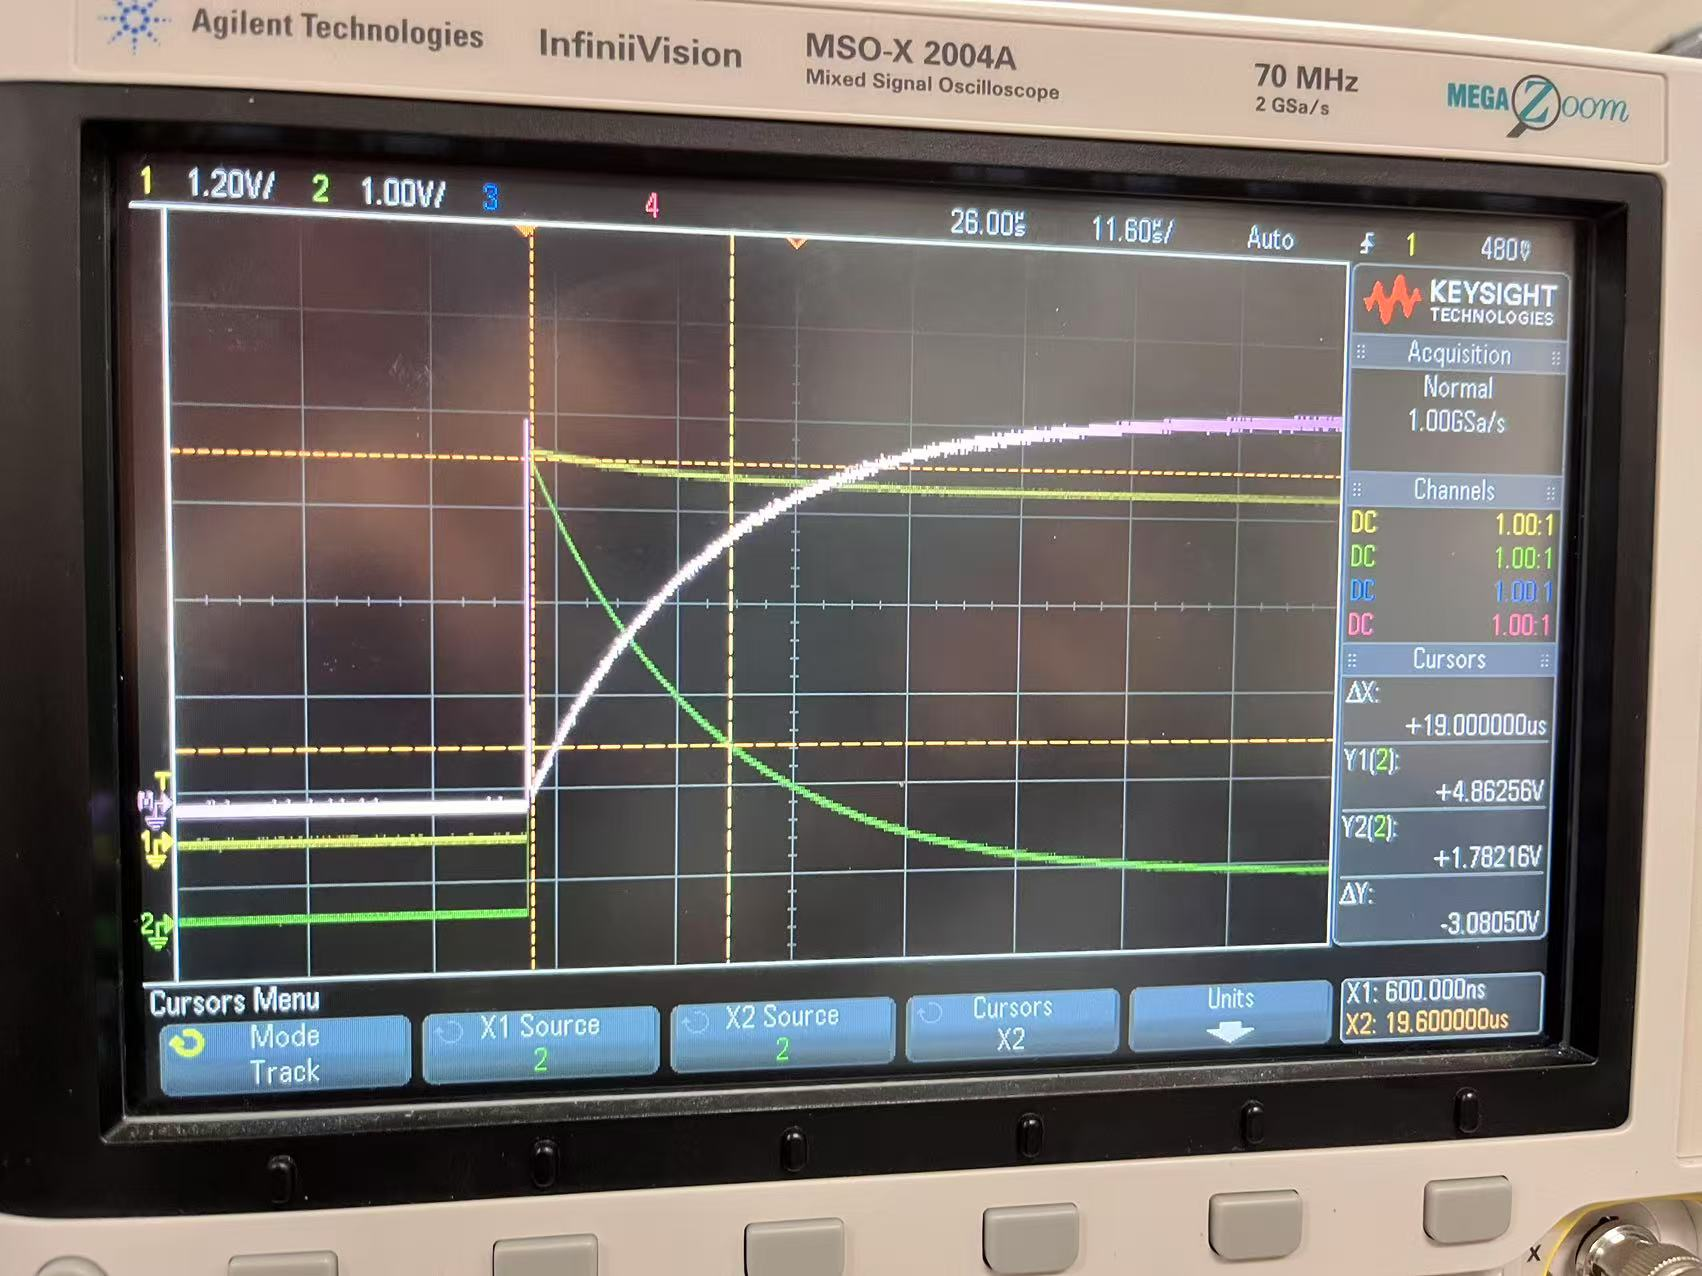 Agilent Technologies InfiniiVision MSO-X 2004A 70 MHz MEGA Zoom
Mixed Signal Oscilloscope 2 GSa/s
1 1.20V/ 2 1.00V/ 3 4 26.00us 11.60us/ Auto 1 480V
KEYSIGHT
TECHNOLOGIES
Acquisition
Normal
1.00GSa/s
Channels
DC 1.00:1
DC 1.00:1
DC 1.00:1
DC 1.00:1
Cursors
ΔX:
+19.000000us
Y1(2):
+4.86256V
Y2(2):
+1.78216V
ΔY:
-3.08050V
T
M
1
2
Cursors Menu
Mode
Track
X1 Source
2
X2 Source
2
Cursors
X2
Units
X1: 600.000ns
X2: 19.600000us
X